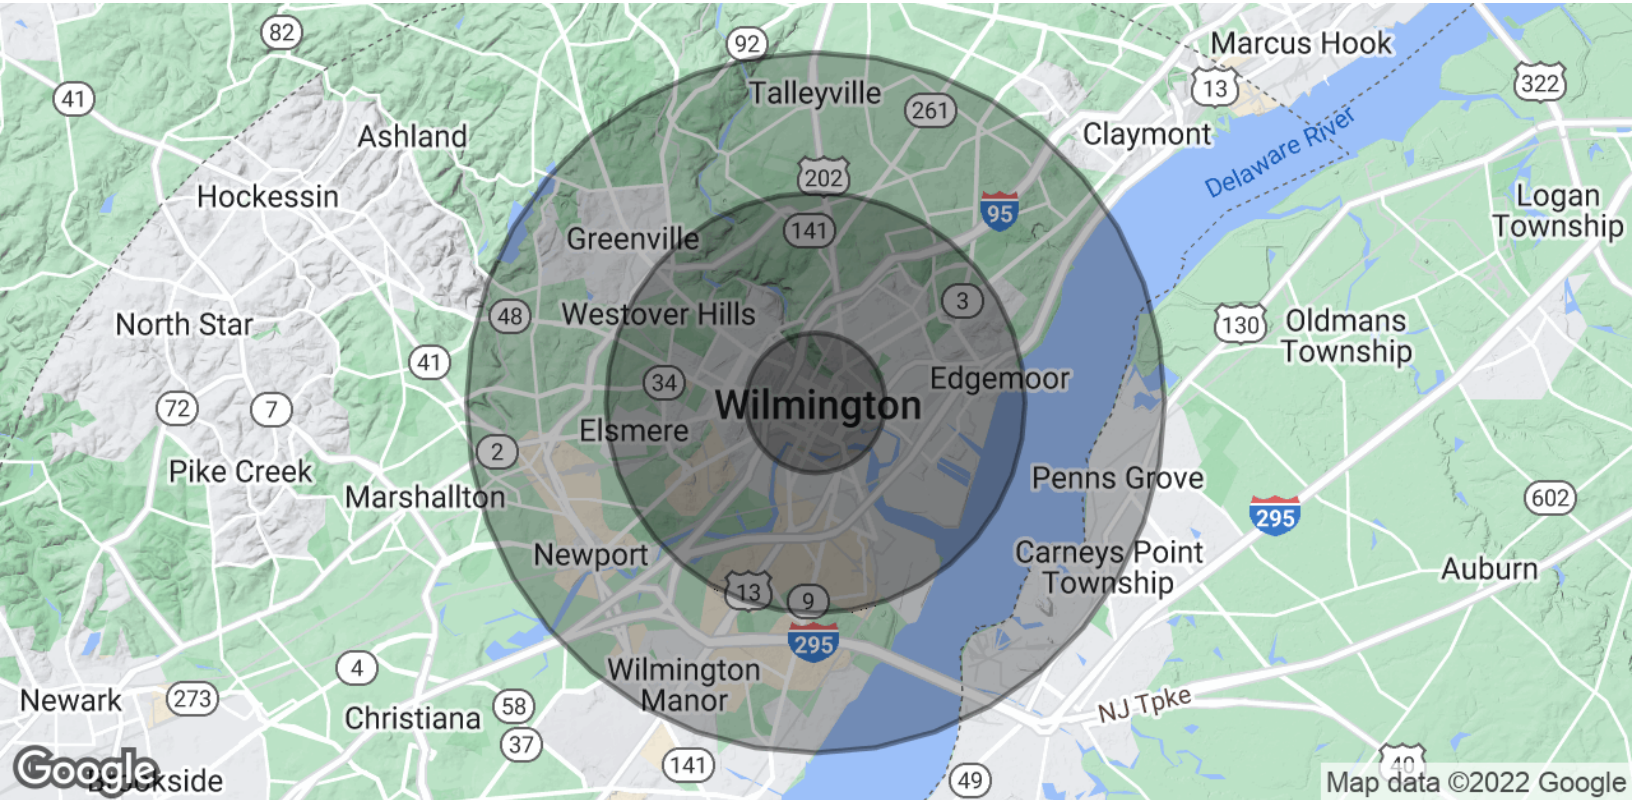 82
92
Marcus Hook
13
322
41
Talleyville
261
Ashland
Claymont
Delaware River
202
Hockessin
95
Logan
Township
141
Greenville
48
Westover Hills
3
North Star
130
Oldmans
Township
41
34
Edgemoor
72
7
Wilmington
Elsmere
2
Pike Creek
Marshallton
Penns Grove
602
295
Newport
Carneys Point
Township
Auburn
13
9
295
4
Wilmington
Manor
Newark
273
58
Christiana
NJ Tpke
37
141
40
49
Google
Brookside
Map data ©2022 Google